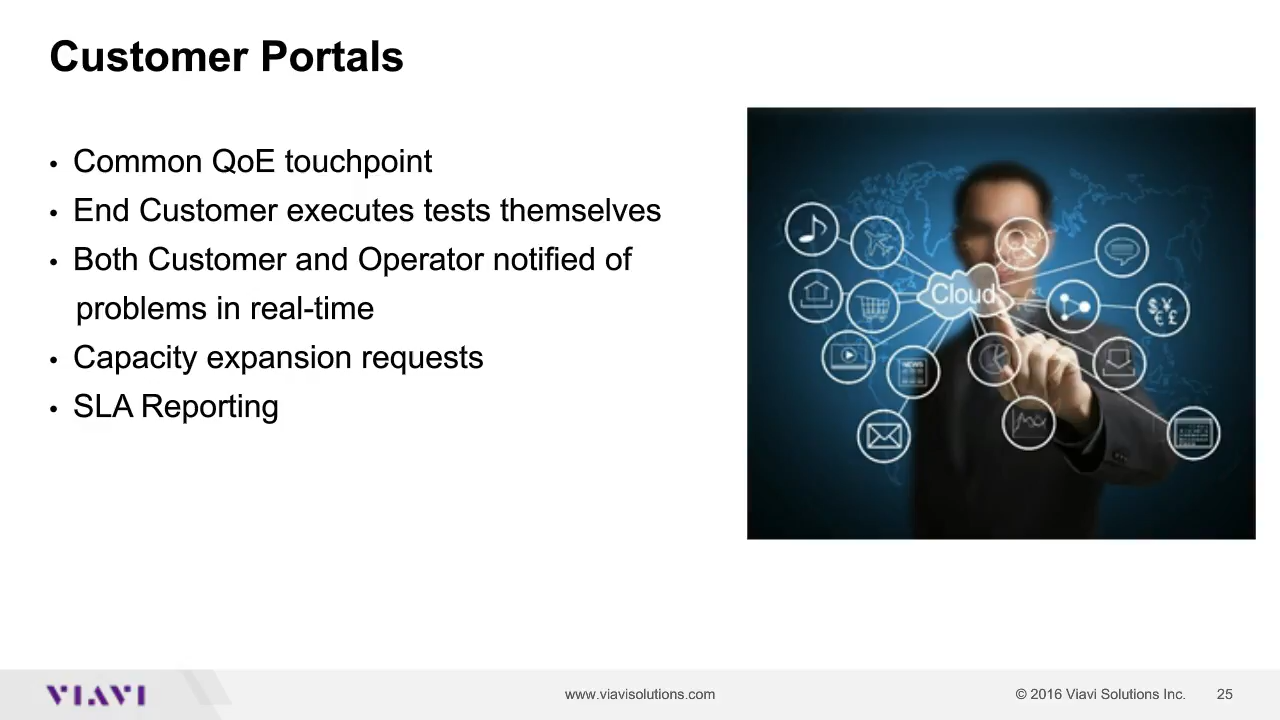 Customer Portals
• Common QoE touchpoint
• End Customer executes tests themselves
• Both Customer and Operator notified of
problems in real-time
• Capacity expansion requests
• SLA Reporting
Cloud
$ ¥
€ £
NEWS
VIAVI
www.viavisolutions.com
© 2016 Viavi Solutions Inc.
25